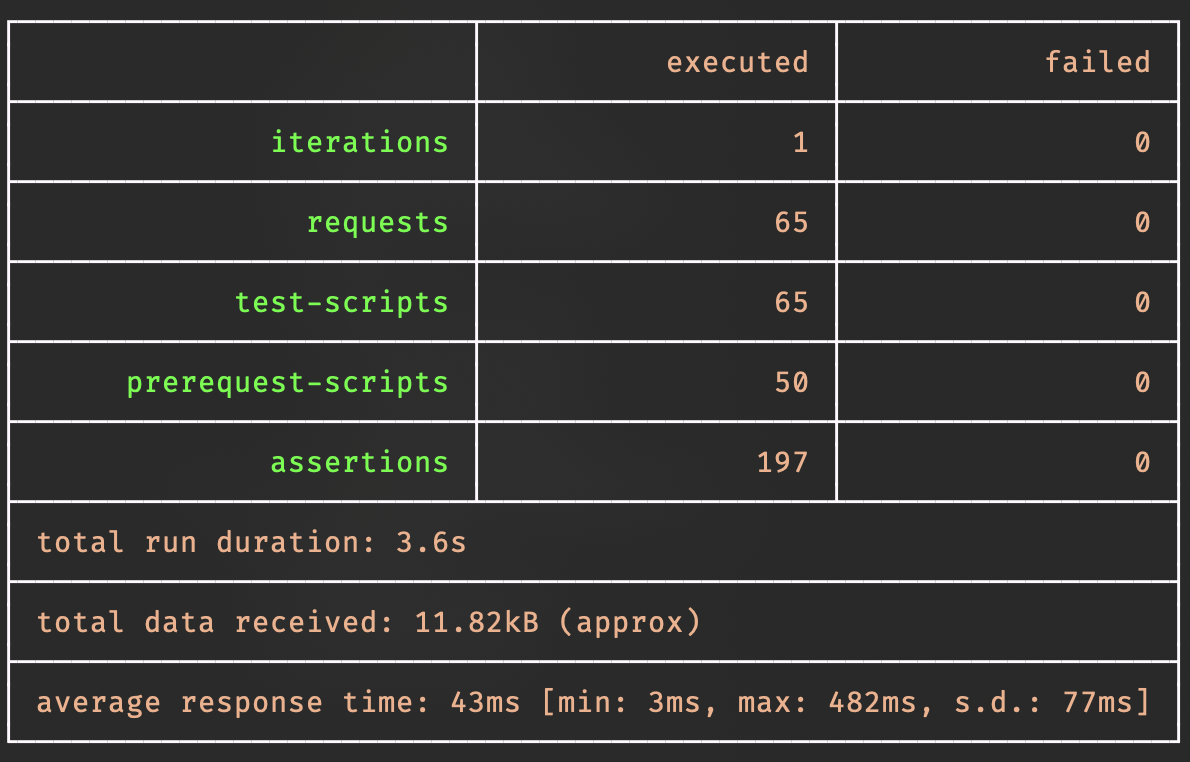 executed failed
iterations 1 0
requests 65 0
test-scripts 65 0
prerequest-scripts 50 0
assertions 197 0
total run duration: 3.6s
total data received: 11.82kB (approx)
average response time: 43ms [min: 3ms, max: 482ms, s.d.: 77ms]